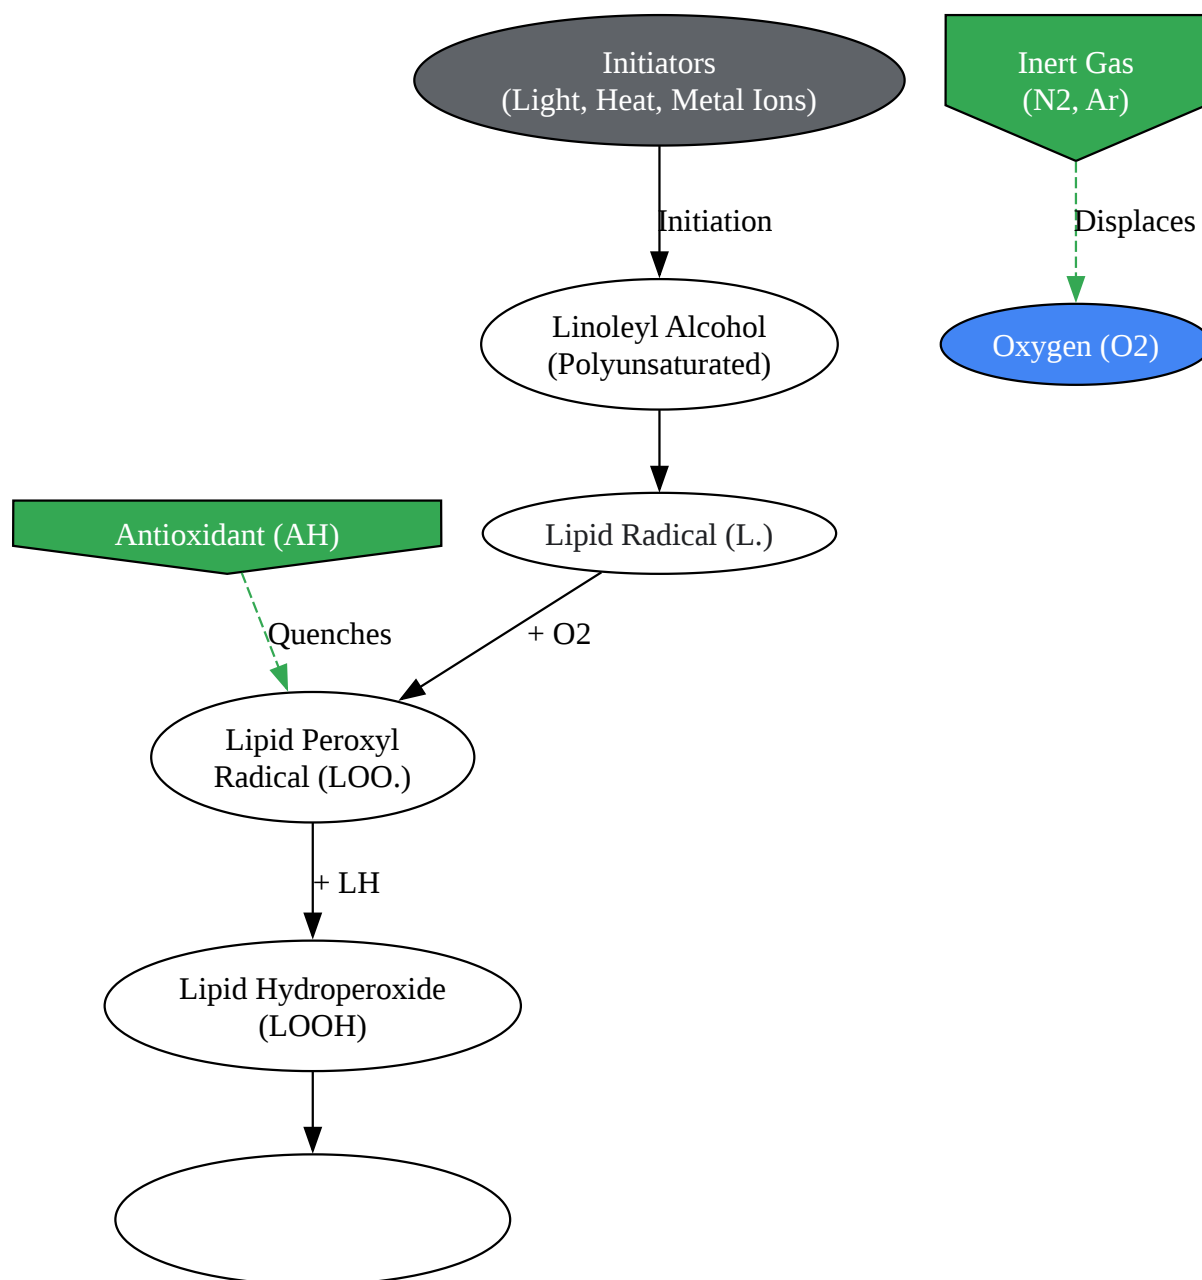 Initiators
(Light, Heat, Metal Ions)
Inert Gas
(N2, Ar)
Initiation
Displaces
Linoleyl Alcohol
(Polyunsaturated)
Oxygen (O2)
Antioxidant (AH)
Lipid Radical (L.)
Quenches
+ O2
Lipid Peroxyl
Radical (LOO.)
+ LH
Lipid Hydroperoxide
(LOOH)